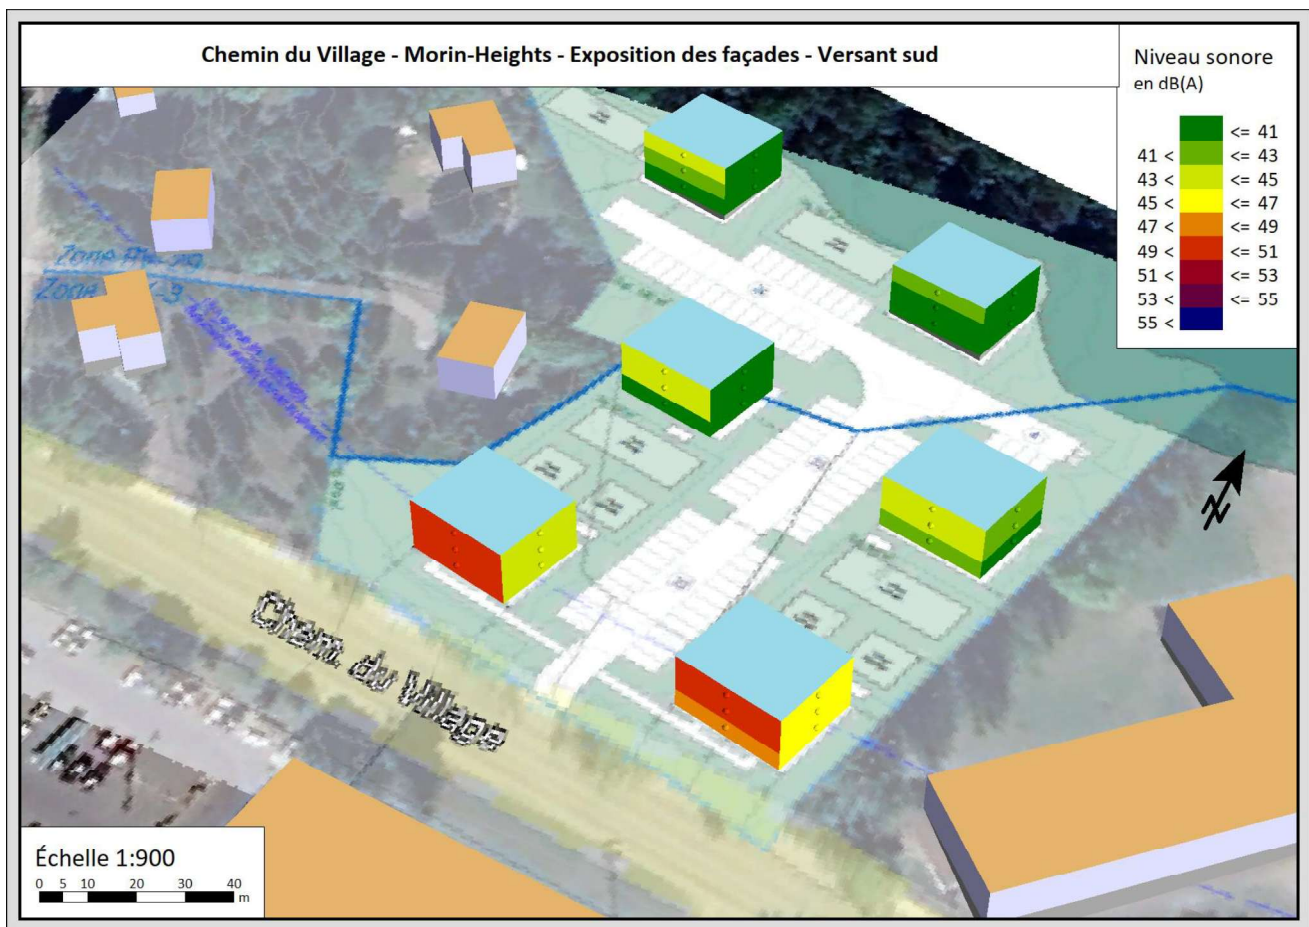 Chemin du Village - Morin-Heights - Exposition des façades - Versant sud
Niveau sonore
en dB(A)
<= 41
41 < <= 43
43 < <= 45
45 < <= 47
47 < <= 49
49 < <= 51
51 < <= 53
53 < <= 55
55 <
Zone
Zone
Chem. du Village
N
Échelle 1:900
0 5 10 20 30 40
m